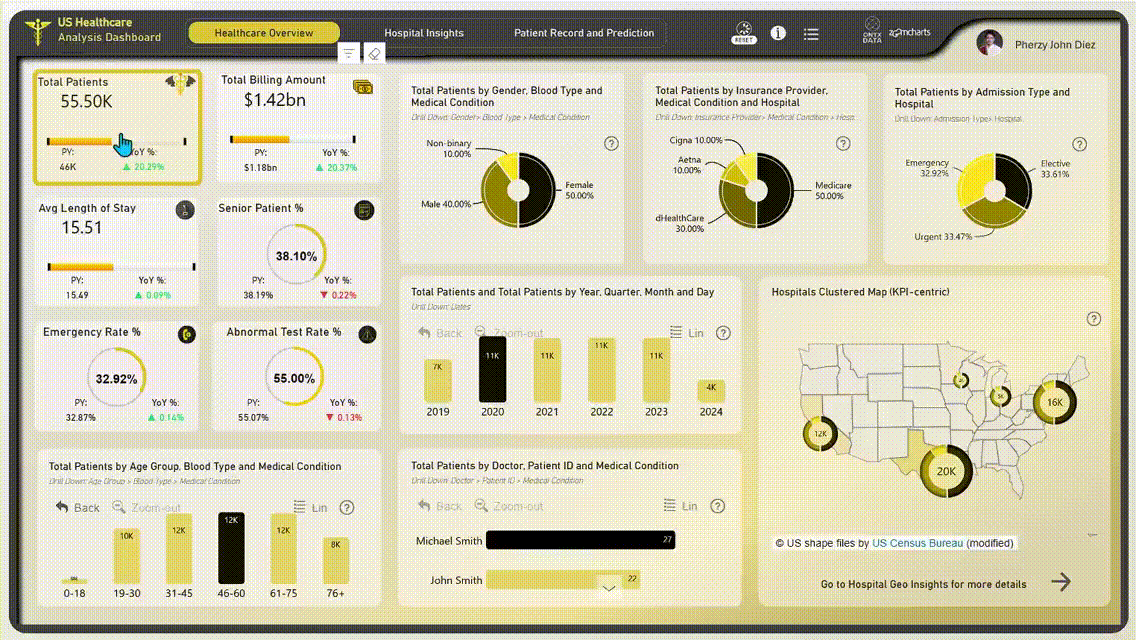 US Healthcare
Analysis Dashboard
Healthcare Overview
Hospital Insights
Patient Record and Prediction
RESET
ONYX
DATA
zoomcharts
Pherzy John Diez
Total Patients
55.50K
PY:
YoY %:
46K
▲ 20.29%
Total Billing Amount
$1.42bn
PY:
YoY %:
$1.18bn
▲ 20.37%
Avg Length of Stay
15.51
PY:
YoY %:
15.49
▲ 0.09%
Senior Patient %
38.10%
PY:
YoY %:
38.19%
▼ 0.22%
Emergency Rate %
32.92%
PY:
YoY %:
32.87%
▲ 0.14%
Abnormal Test Rate %
55.00%
PY:
YoY %:
55.07%
▼ 0.13%
Total Patients by Gender, Blood Type and
Medical Condition
Drill Down: Gender> Blood Type > Medical Condition
Non-binary
10.00%
Female
50.00%
Male 40.00%
Total Patients by Insurance Provider,
Medical Condition and Hospital
Drill Down: Insurance Provider> Medical Condition > Hosp...
Cigna 10.00%
Aetna
10.00%
Medicare
50.00%
dHealthCare
30.00%
Total Patients by Admission Type and
Hospital
Drill Down: Admission Type> Hospital
Emergency
32.92%
Elective
33.61%
Urgent 33.47%
Total Patients and Total Patients by Year, Quarter, Month and Day
Drill Down: Dates
Back
Zoom-out
Lin
7K
11K
11K
11K
11K
4K
2019
2020
2021
2022
2023
2024
Hospitals Clustered Map (KPI-centric)
12K
20K
16K
© US shape files by US Census Bureau (modified)
Go to Hospital Geo Insights for more details
Total Patients by Age Group, Blood Type and Medical Condition
Drill Down: Age Group > Blood Type > Medical Condition
Back
Zoom-out
Lin
10K
12K
12K
12K
8K
0-18
19-30
31-45
46-60
61-75
76+
Total Patients by Doctor, Patient ID and Medical Condition
Drill Down: Doctor > Patient ID > Medical Condition
Back
Zoom-out
Lin
Michael Smith
27
John Smith
22